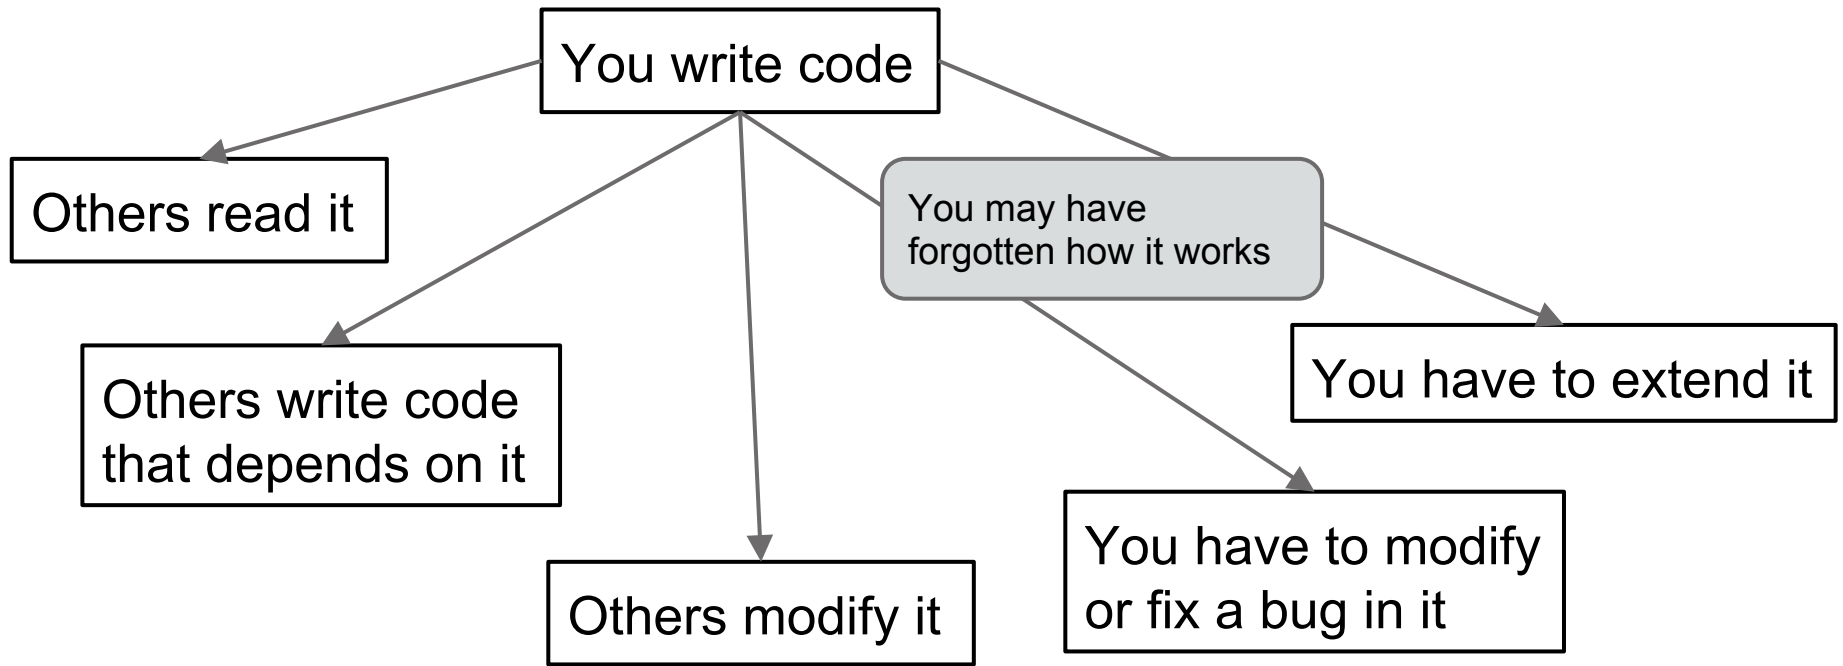 You write code
Others read it
You may have
forgotten how it works
Others write code
that depends on it
You have to extend it
Others modify it
You have to modify
or fix a bug in it